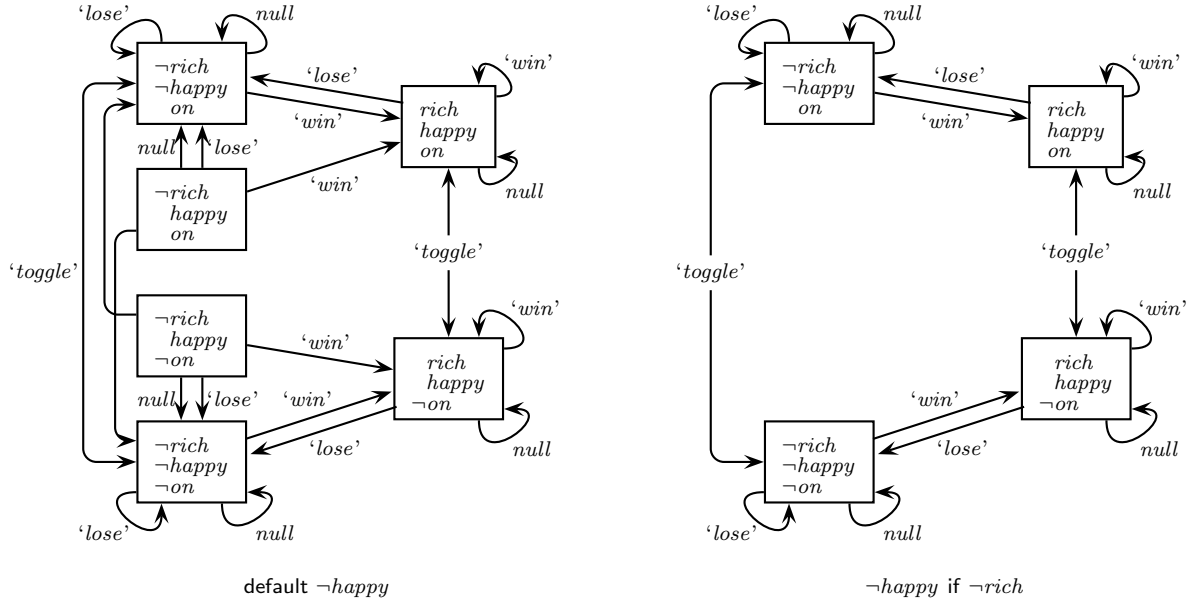 ‘lose’
null
¬rich
¬happy
on
‘lose’
‘win’
‘win’
rich
happy
on
null
null
‘lose’
¬rich
happy
on
‘win’
‘toggle’
‘toggle’
¬rich
happy
¬on
‘win’
‘win’
rich
happy
¬on
null
null
‘lose’
‘win’
‘lose’
¬rich
¬happy
¬on
‘lose’
null
default ¬happy
‘lose’
null
¬rich
¬happy
on
‘lose’
‘win’
‘win’
rich
happy
on
null
‘toggle’
‘toggle’
‘win’
rich
happy
¬on
null
‘win’
‘lose’
¬rich
¬happy
¬on
‘lose’
null
¬happy if ¬rich